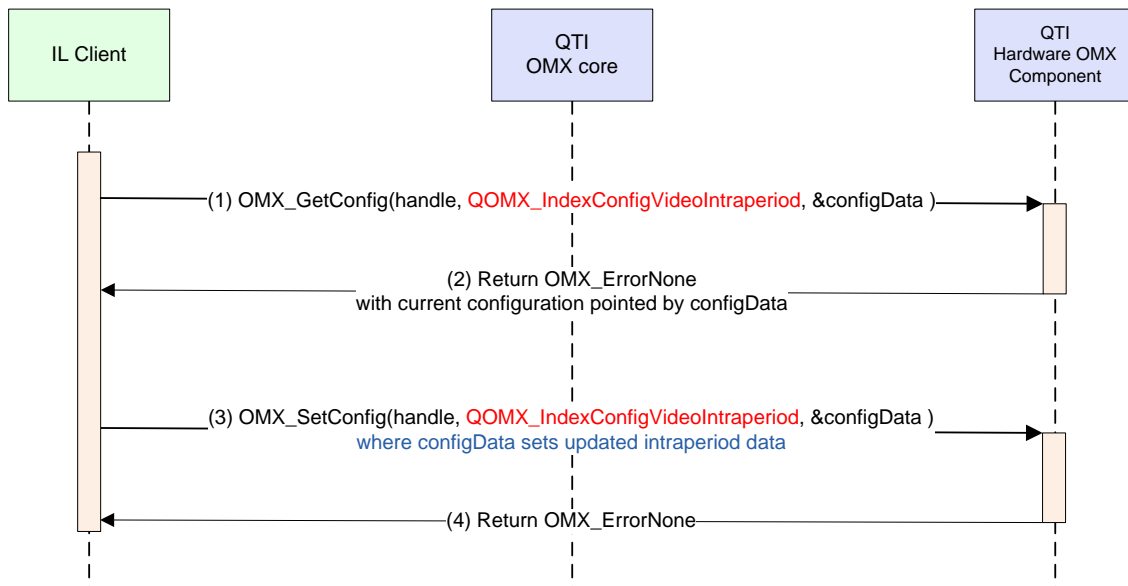 IL Client
QTI
OMX core
QTI
Hardware OMX
Component
(1) OMX_GetConfig(handle, QOMX_IndexConfigVideoIntraperiod, &configData )
(2) Return OMX_ErrorNone
with current configuration pointed by configData
(3) OMX_SetConfig(handle, QOMX_IndexConfigVideoIntraperiod, &configData )
where configData sets updated intraperiod data
(4) Return OMX_ErrorNone